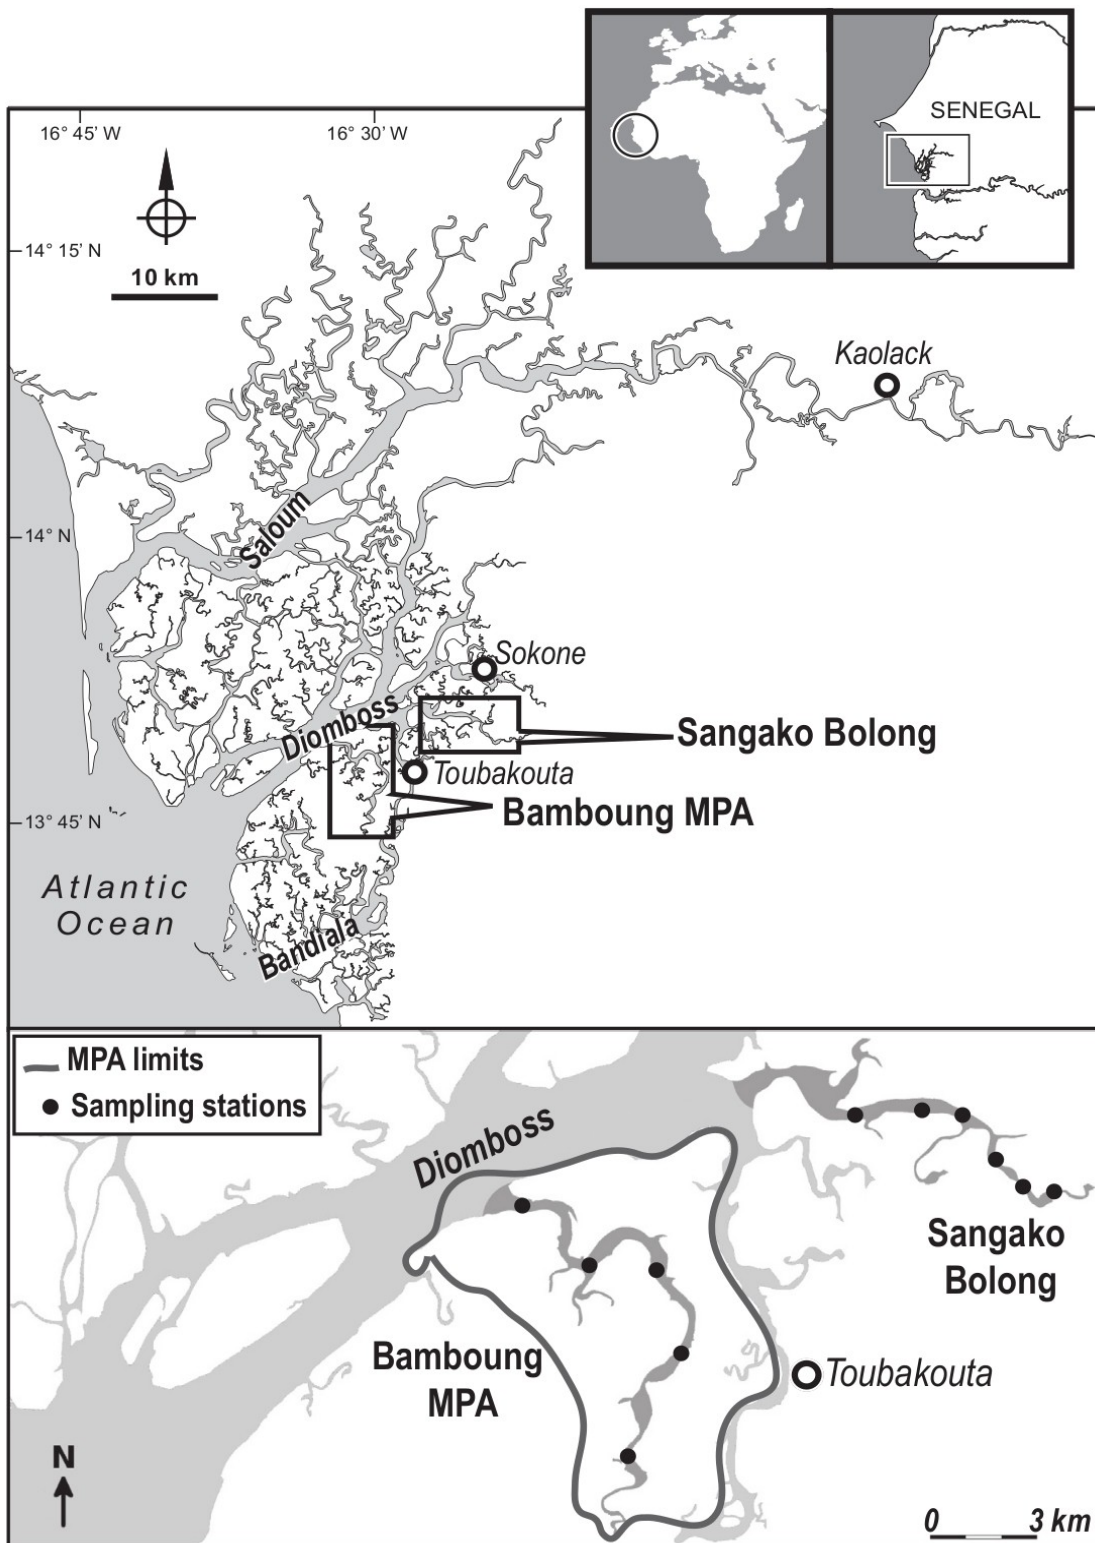 SENEGAL
16° 45' W
16° 30' W
14° 15' N
10 km
Kaolack
14° N
Saloum
Sokone
Diomboss
Sangako Bolong
Toubakouta
Bamboung MPA
13° 45' N
Atlantic
Ocean
Bandiala
MPA limits
Sampling stations
Diomboss
Sangako
Bolong
Bamboung
MPA
Toubakouta
N
0 3 km